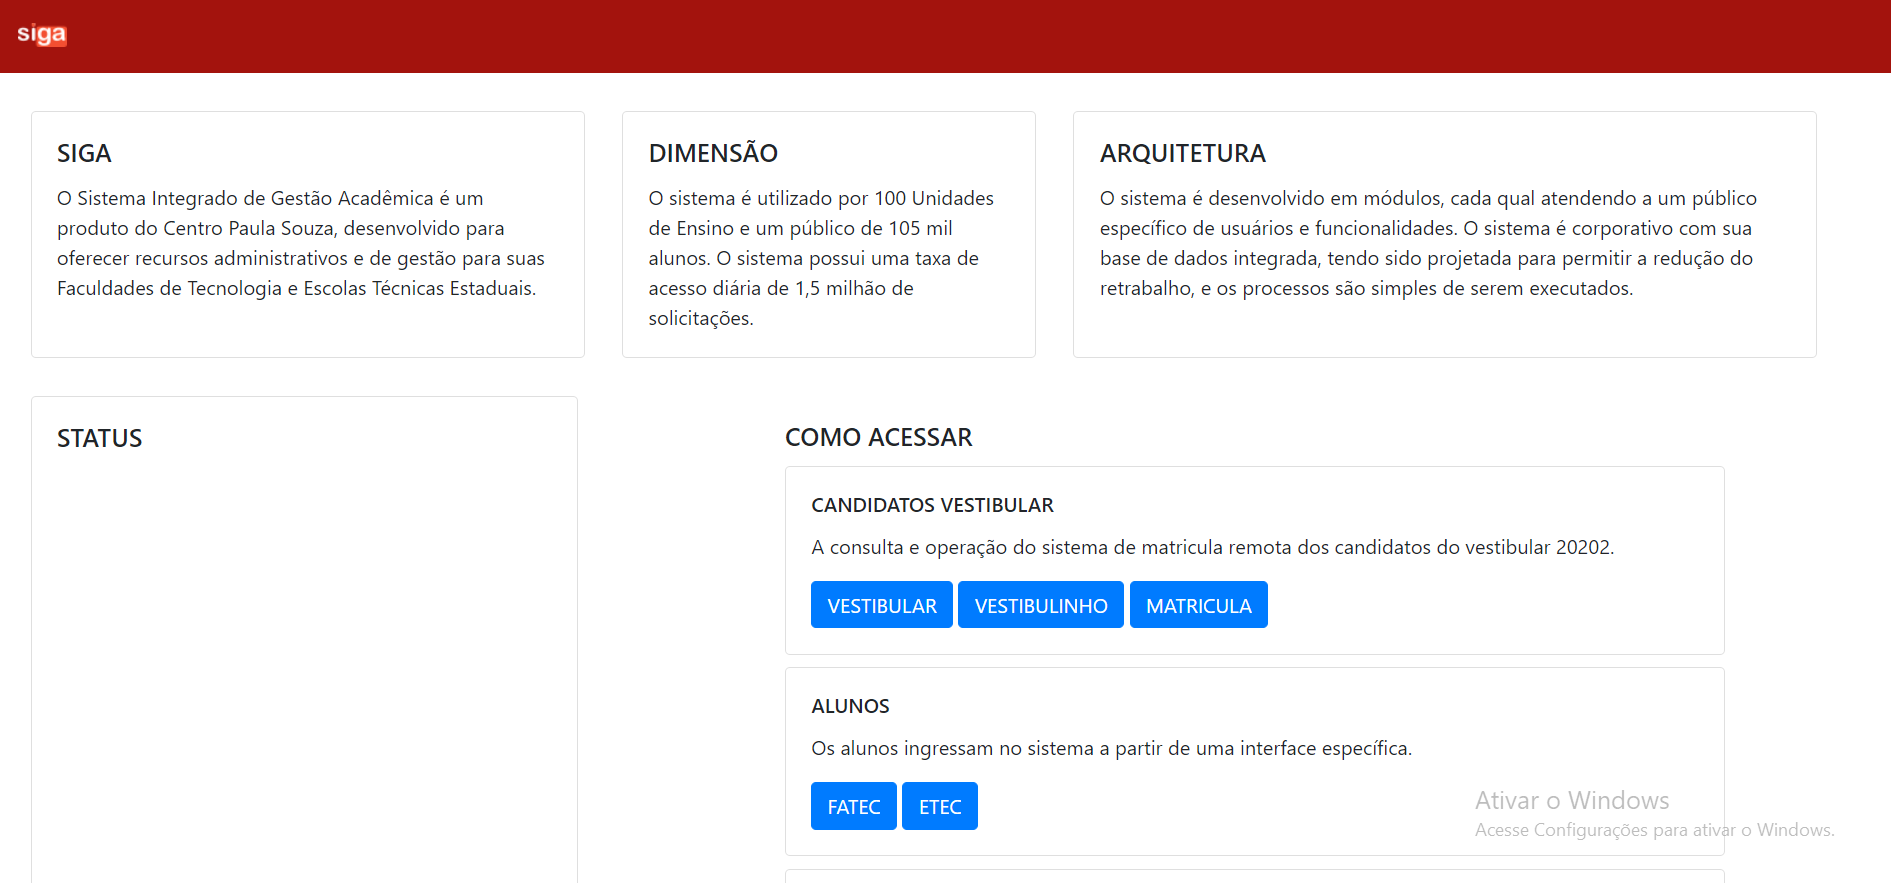 siga
SIGA
O Sistema Integrado de Gestão Acadêmica é um
produto do Centro Paula Souza, desenvolvido para
oferecer recursos administrativos e de gestão para suas
Faculdades de Tecnologia e Escolas Técnicas Estaduais.
DIMENSÃO
O sistema é utilizado por 100 Unidades
de Ensino e um público de 105 mil
alunos. O sistema possui uma taxa de
acesso diária de 1,5 milhão de
solicitações.
ARQUITETURA
O sistema é desenvolvido em módulos, cada qual atendendo a um público
específico de usuários e funcionalidades. O sistema é corporativo com sua
base de dados integrada, tendo sido projetada para permitir a redução do
retrabalho, e os processos são simples de serem executados.
STATUS
COMO ACESSAR
CANDIDATOS VESTIBULAR
A consulta e operação do sistema de matricula remota dos candidatos do vestibular 20202.
VESTIBULAR VESTIBULINHO MATRICULA
ALUNOS
Os alunos ingressam no sistema a partir de uma interface específica.
FATEC ETEC
Ativar o Windows
Acesse Configurações para ativar o Windows.